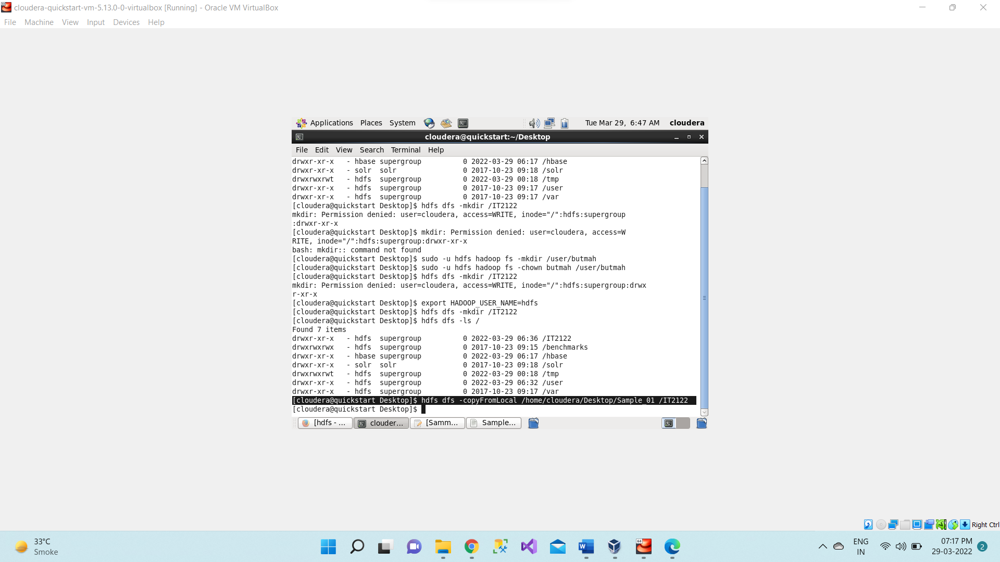 cloudera-quickstart-vm-5.13.0-0-virtualbox [Running] - Oracle VM VirtualBox
File Machine View Input Devices Help
Applications Places System Tue Mar 29, 6:47 AM cloudera
cloudera@quickstart:~/Desktop
File Edit View Search Terminal Help
drwxr-xr-x   - hbase supergroup          0 2022-03-29 06:17 /hbase
drwxr-xr-x   - solr  solr                0 2017-10-23 09:18 /solr
drwxrwxrwt   - hdfs  supergroup          0 2022-03-29 00:18 /tmp
drwxr-xr-x   - hdfs  supergroup          0 2017-10-23 09:17 /user
drwxr-xr-x   - hdfs  supergroup          0 2017-10-23 09:17 /var
[cloudera@quickstart Desktop]$ hdfs dfs -mkdir /IT2122
mkdir: Permission denied: user=cloudera, access=WRITE, inode="/":hdfs:supergroup
:drwxr-xr-x
[cloudera@quickstart Desktop]$ mkdir: Permission denied: user=cloudera, access=W
RITE, inode="/":hdfs:supergroup:drwxr-xr-x
bash: mkdir:: command not found
[cloudera@quickstart Desktop]$ sudo -u hdfs hadoop fs -mkdir /user/butmah
[cloudera@quickstart Desktop]$ sudo -u hdfs hadoop fs -chown butmah /user/butmah
[cloudera@quickstart Desktop]$ hdfs dfs -mkdir /IT2122
mkdir: Permission denied: user=cloudera, access=WRITE, inode="/":hdfs:supergroup:drwx
r-xr-x
[cloudera@quickstart Desktop]$ export HADOOP_USER_NAME=hdfs
[cloudera@quickstart Desktop]$ hdfs dfs -mkdir /IT2122
[cloudera@quickstart Desktop]$ hdfs dfs -ls /
Found 7 items
drwxr-xr-x   - hdfs  supergroup          0 2022-03-29 06:36 /IT2122
drwxrwxrwx   - hdfs  supergroup          0 2017-10-23 09:15 /benchmarks
drwxr-xr-x   - hbase supergroup          0 2022-03-29 06:17 /hbase
drwxr-xr-x   - solr  solr                0 2017-10-23 09:18 /solr
drwxrwxrwt   - hdfs  supergroup          0 2022-03-29 00:18 /tmp
drwxr-xr-x   - hdfs  supergroup          0 2022-03-29 06:32 /user
drwxr-xr-x   - hdfs  supergroup          0 2017-10-23 09:17 /var
[cloudera@quickstart Desktop]$ hdfs dfs -copyFromLocal /home/cloudera/Desktop/Sample_01 /IT2122
[cloudera@quickstart Desktop]$
[hdfs - ... clouder... [Samm... Sample...
Right Ctrl
33°C
Smoke
64
ENG
IN
07:17 PM
29-03-2022
2